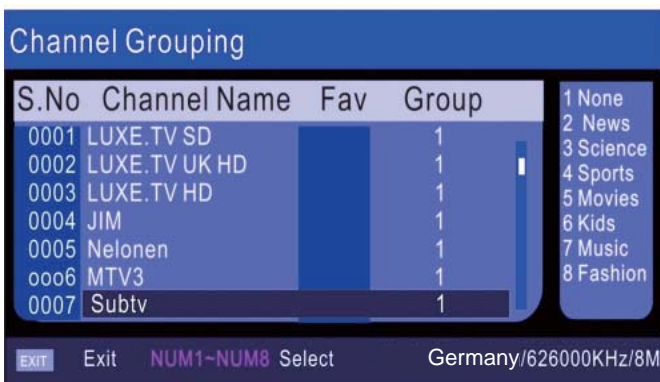 Channel Grouping
S.No Channel Name Fav Group
0001 LUXE.TV SD 1
0002 LUXE.TV UK HD 1
0003 LUXE.TV HD 1
0004 JIM 1
0005 Nelonen 1
ooo6 MTV3 1
0007 Subtv 1
1 None
2 News
3 Science
4 Sports
5 Movies
6 Kids
7 Music
8 Fashion
EXIT Exit NUM1~NUM8 Select Germany/626000KHz/8M